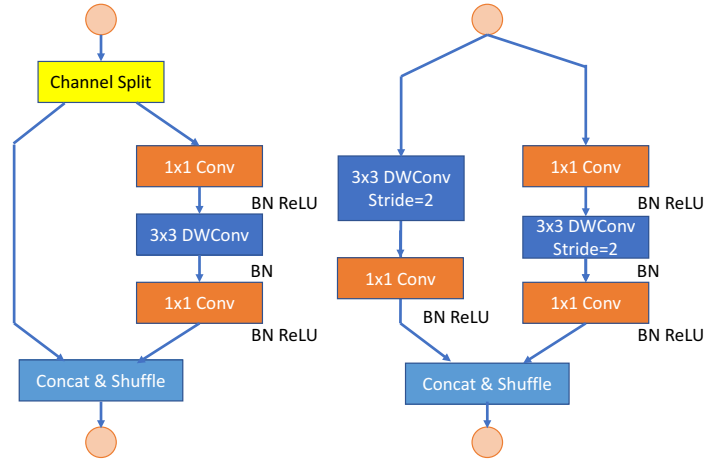 Channel Split
1x1 Conv
BN ReLU
3x3 DWConv
BN
1x1 Conv
BN ReLU
Concat & Shuffle
3x3 DWConv
Stride=2
1x1 Conv
BN ReLU
1x1 Conv
BN ReLU
3x3 DWConv
Stride=2
BN
1x1 Conv
BN ReLU
Concat & Shuffle